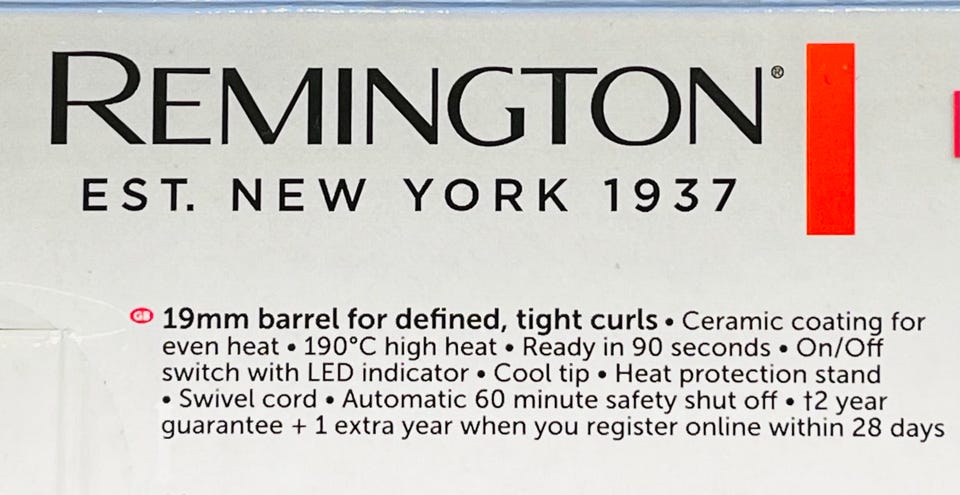 REMINGTON®
EST. NEW YORK 1937
GB 19mm barrel for defined, tight curls • Ceramic coating for
even heat • 190°C high heat • Ready in 90 seconds • On/Off
switch with LED indicator • Cool tip • Heat protection stand
• Swivel cord • Automatic 60 minute safety shut off • †2 year
guarantee + 1 extra year when you register online within 28 days